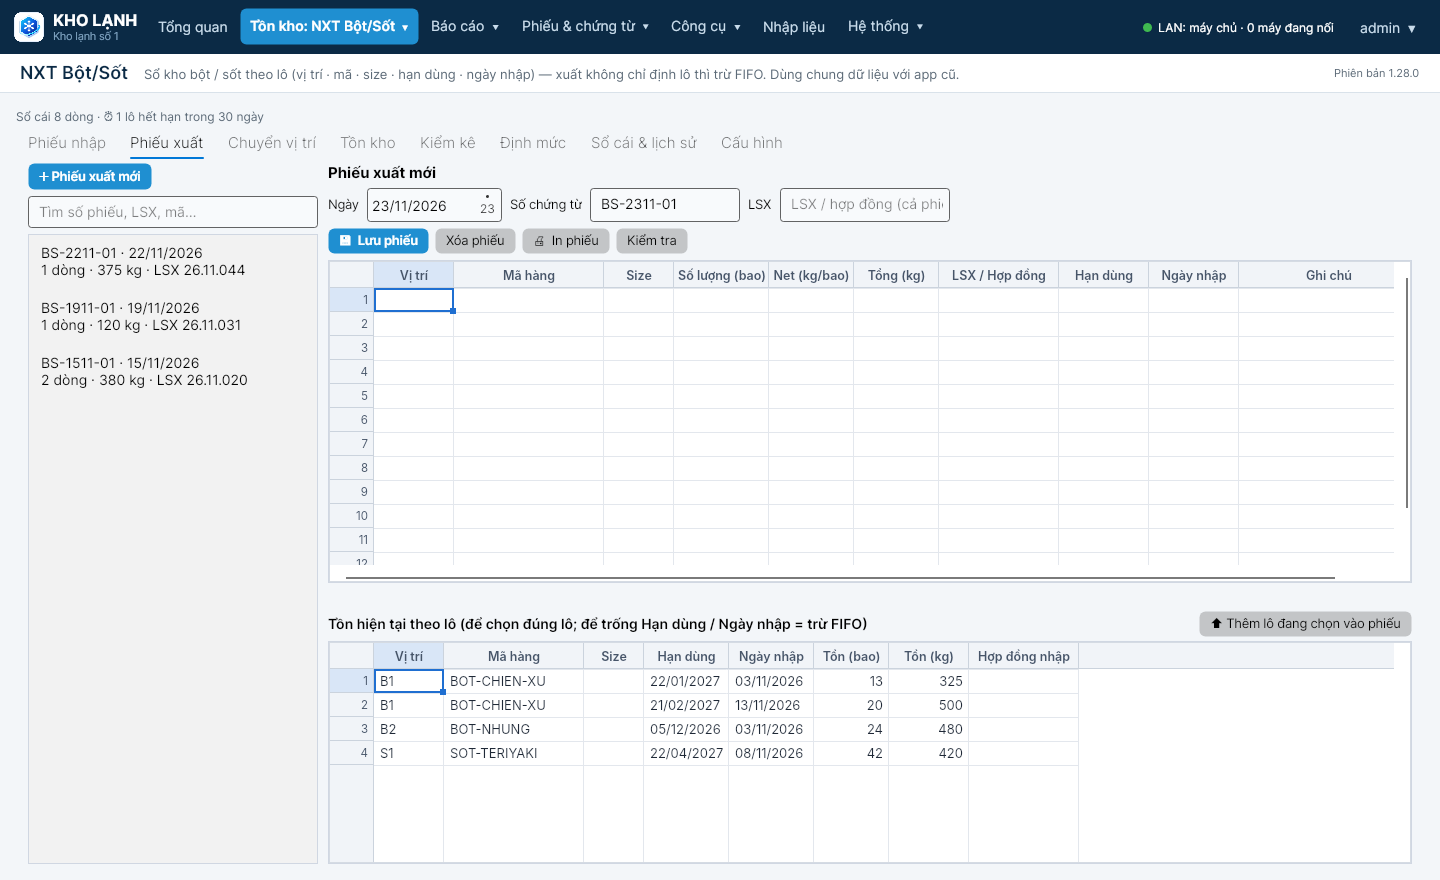 KHO LẠNH
Kho lạnh số 1
Tổng quan
Tồn kho: NXT Bột/Sốt ▾
Báo cáo ▾
Phiếu & chứng từ ▾
Công cụ ▾
Nhập liệu
Hệ thống ▾
LAN: máy chủ · 0 máy đang nối
admin ▾
NXT Bột/Sốt
Sổ kho bột / sốt theo lô (vị trí · mã · size · hạn dùng · ngày nhập) — xuất không chỉ định lô thì trừ FIFO. Dùng chung dữ liệu với app cũ.
Phiên bản 1.28.0
Sổ cái 8 dòng · ⏰ 1 lô hết hạn trong 30 ngày
Phiếu nhập
Phiếu xuất
Chuyển vị trí
Tồn kho
Kiểm kê
Định mức
Sổ cái & lịch sử
Cấu hình
+ Phiếu xuất mới
Tìm số phiếu, LSX, mã...
BS-2211-01 · 22/11/2026
1 dòng · 375 kg · LSX 26.11.044
BS-1911-01 · 19/11/2026
1 dòng · 120 kg · LSX 26.11.031
BS-1511-01 · 15/11/2026
2 dòng · 380 kg · LSX 26.11.020
Phiếu xuất mới
Ngày 23/11/2026 23 Số chứng từ BS-2311-01 LSX LSX / hợp đồng (cả phi
Lưu phiếu
Xóa phiếu
In phiếu
Kiểm tra
Vị trí Mã hàng Size Số lượng (bao) Net (kg/bao) Tổng (kg) LSX / Hợp đồng Hạn dùng Ngày nhập Ghi chú
1
2
3
4
5
6
7
8
9
10
11
12
Tồn hiện tại theo lô (để chọn đúng lô; để trống Hạn dùng / Ngày nhập = trừ FIFO)
⬆ Thêm lô đang chọn vào phiếu
Vị trí Mã hàng Size Hạn dùng Ngày nhập Tồn (bao) Tồn (kg) Hợp đồng nhập
1 B1 BOT-CHIEN-XU 22/01/2027 03/11/2026 13 325
2 B1 BOT-CHIEN-XU 21/02/2027 13/11/2026 20 500
3 B2 BOT-NHUNG 05/12/2026 03/11/2026 24 480
4 S1 SOT-TERIYAKI 22/04/2027 08/11/2026 42 420